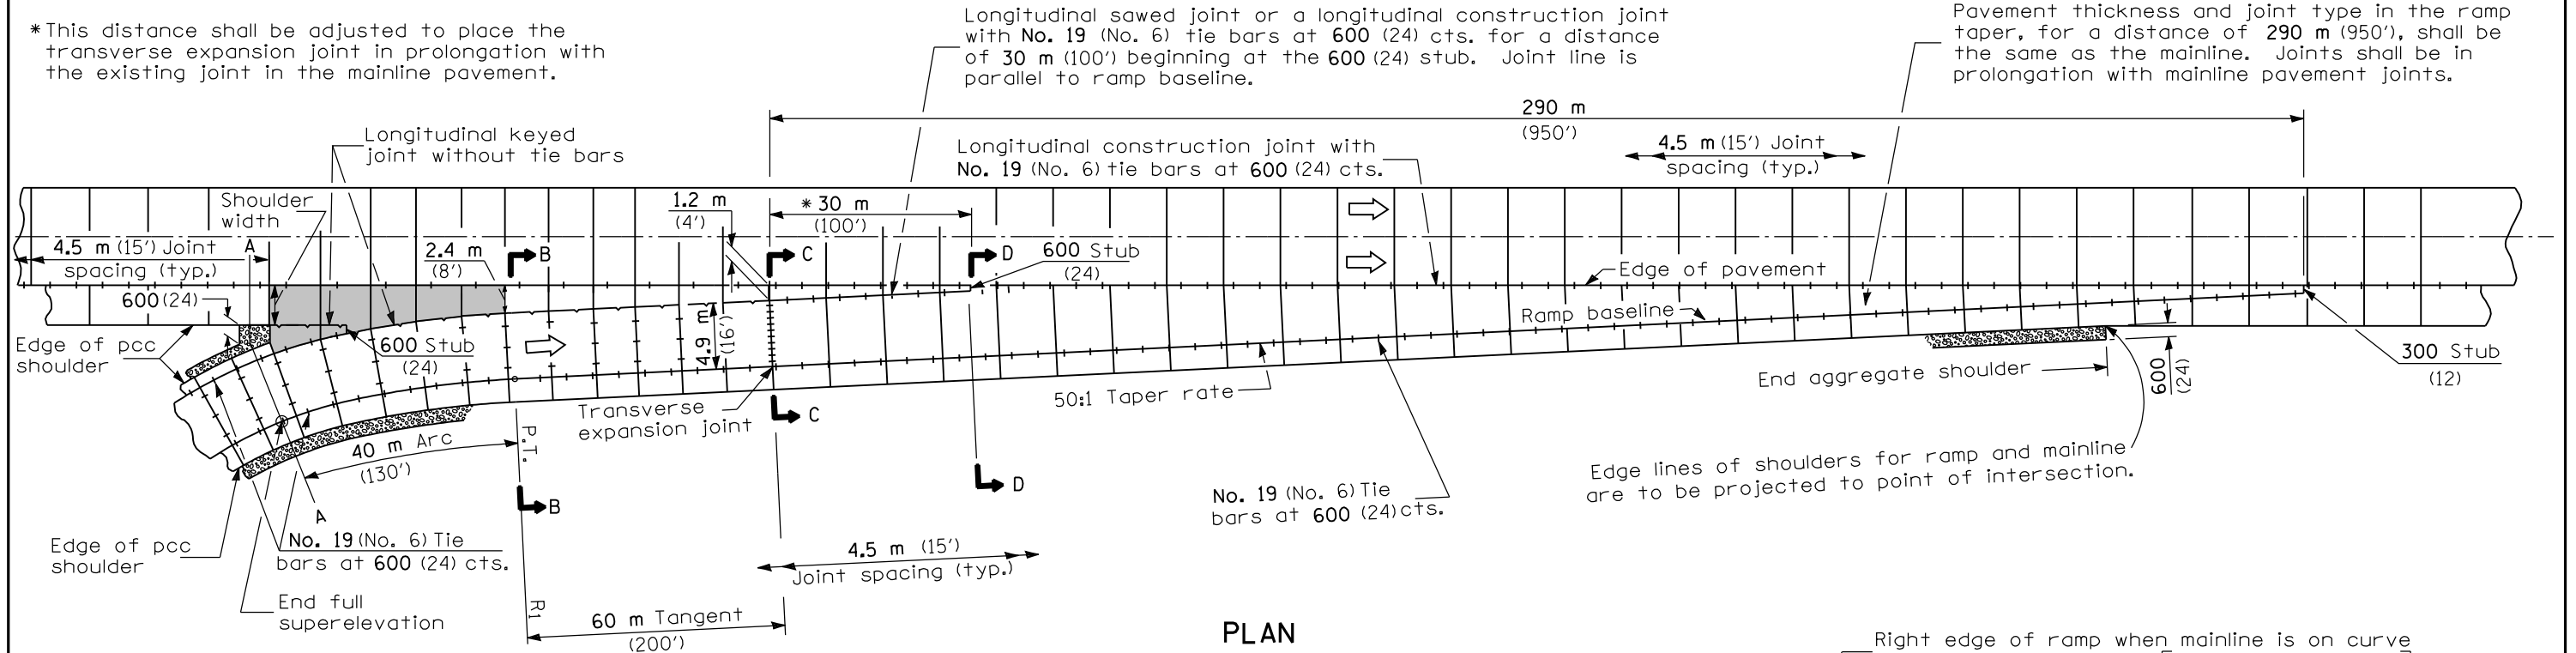 *This distance shall be adjusted to place the
transverse expansion joint in prolongation with
the existing joint in the mainline pavement.
Longitudinal sawed joint or a longitudinal construction joint
with No. 19 (No. 6) tie bars at 600 (24) cts. for a distance
of 30 m (100') beginning at the 600 (24) stub. Joint line is
parallel to ramp baseline.
Pavement thickness and joint type in the ramp
taper, for a distance of 290 m (950'), shall be
the same as the mainline. Joints shall be in
prolongation with mainline pavement joints.
290 m
(950')
Longitudinal keyed
joint without tie bars
Longitudinal construction joint with
No. 19 (No. 6) tie bars at 600 (24) cts.
4.5 m (15') Joint
spacing (typ.)
Shoulder
width
1.2 m
(4')
* 30 m
(100')
4.5 m (15') Joint
spacing (typ.)
A
2.4 m
(8')
B
C
D
600 Stub
(24)
Edge of pavement
600 (24)
Edge of pcc
shoulder
600 Stub
(24)
4.9 m
(16')
Ramp baseline
300 Stub
(12)
600
(24)
End aggregate shoulder
50:1 Taper rate
Transverse
expansion joint
C
40 m Arc
(130')
P.T.
A
B
D
Edge lines of shoulders for ramp and mainline
are to be projected to point of intersection.
No. 19 (No. 6) Tie
bars at 600 (24) cts.
Edge of pcc
shoulder
No. 19 (No. 6) Tie
bars at 600 (24) cts.
4.5 m (15')
Joint spacing (typ.)
End full
superelevation
R1
60 m Tangent
(200')
PLAN
Right edge of ramp when mainline is on curve